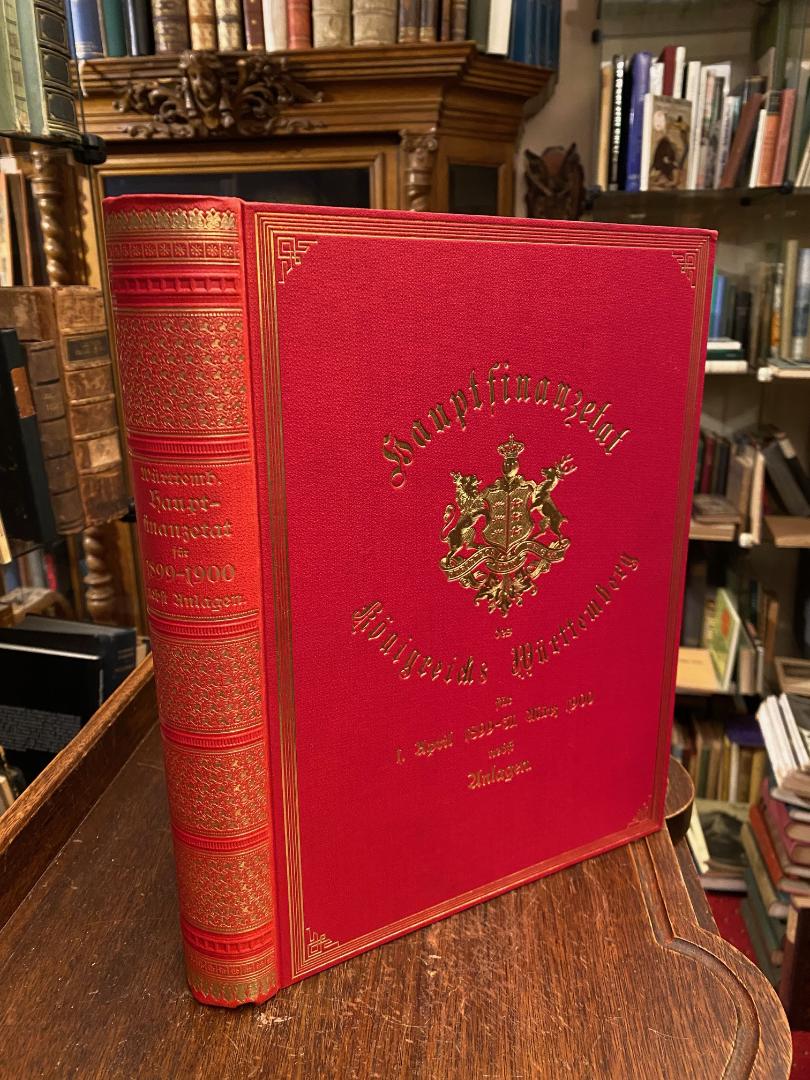 Württemb.
Haupt-
finanzetat
für
1899-1900
nebst Anlagen.
Hauptfinanzetat
des
Königreichs Württemberg
für
1. April 1899-31. März 1900
nebst
Anlagen.